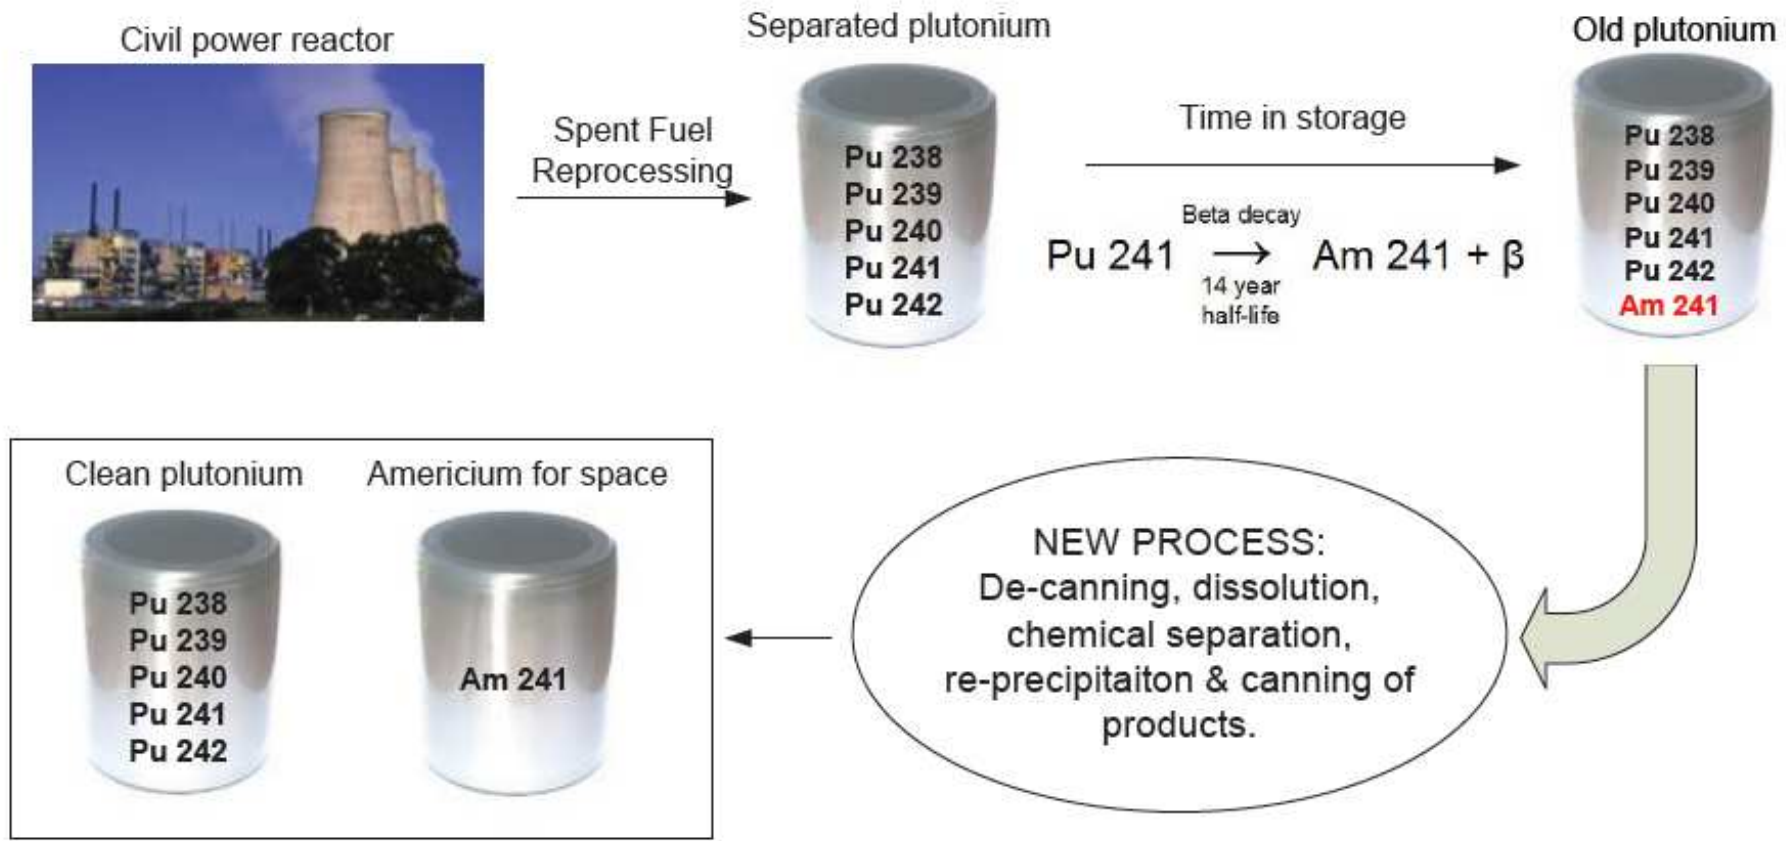 Civil power reactor
Spent Fuel
Reprocessing
Separated plutonium
Pu 238
Pu 239
Pu 240
Pu 241
Pu 242
Time in storage
Beta decay
Pu 241 → Am 241 + β
14 year
half-life
Old plutonium
Pu 238
Pu 239
Pu 240
Pu 241
Pu 242
Am 241
NEW PROCESS:
De-canning, dissolution,
chemical separation,
re-precipitaiton & canning of
products.
Clean plutonium
Pu 238
Pu 239
Pu 240
Pu 241
Pu 242
Americium for space
Am 241